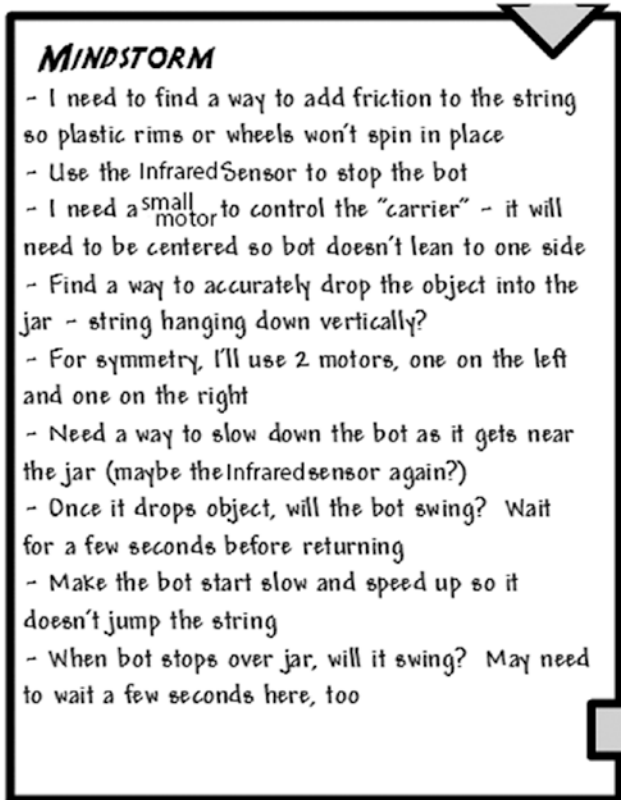 MINDSTORM
- I need to find a way to add friction to the string
so plastic rims or wheels won't spin in place
- Use the Infrared Sensor to stop the bot
- I need a small motor to control the "carrier" - it will
need to be centered so bot doesn't lean to one side
- Find a way to accurately drop the object into the
jar - string hanging down vertically?
- For symmetry, I'll use 2 motors, one on the left
and one on the right
- Need a way to slow down the bot as it gets near
the jar (maybe the Infrared sensor again?)
- Once it drops object, will the bot swing? Wait
for a few seconds before returning
- Make the bot start slow and speed up so it
doesn't jump the string
- When bot stops over jar, will it swing? May need
to wait a few seconds here, too